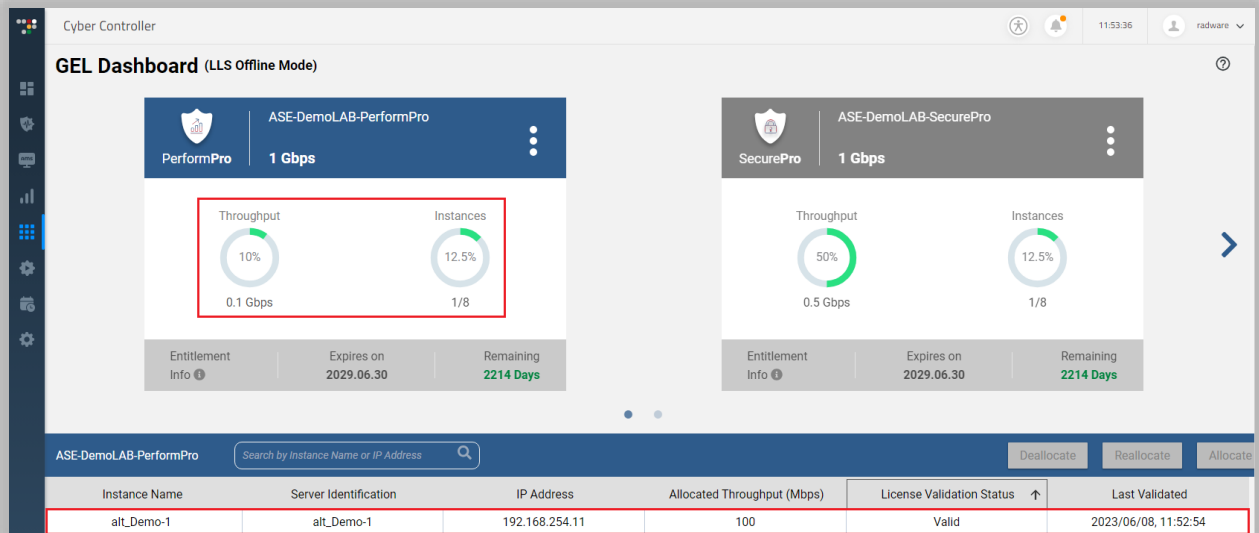 Cyber Controller
11:53:36
radware
GEL Dashboard (LLS Offline Mode)
ASE-DemoLAB-PerformPro
PerformPro
1 Gbps
Throughput
Instances
10%
12.5%
0.1 Gbps
1/8
Entitlement
Info
Expires on
2029.06.30
Remaining
2214 Days
ASE-DemoLAB-SecurePro
SecurePro
1 Gbps
Throughput
Instances
50%
12.5%
0.5 Gbps
1/8
Entitlement
Info
Expires on
2029.06.30
Remaining
2214 Days
ASE-DemoLAB-PerformPro
Search by Instance Name or IP Address
Deallocate
Reallocate
Allocate
Instance Name Server Identification IP Address Allocated Throughput (Mbps) License Validation Status Last Validated
alt_Demo-1 alt_Demo-1 192.168.254.11 100 Valid 2023/06/08, 11:52:54